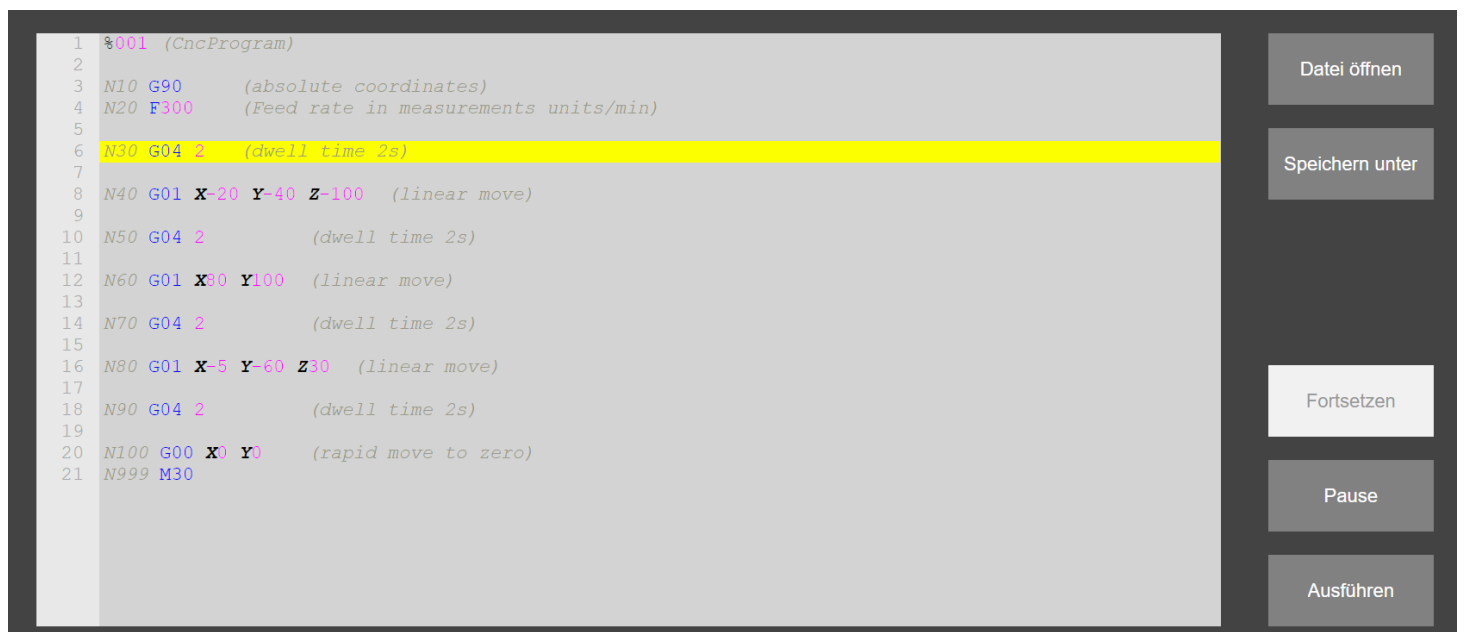 1 %001 (CncProgram)
2
3 N10 G90 (absolute coordinates)
4 N20 F300 (Feed rate in measurements units/min)
5
6 N30 G04 2 (dwell time 2s)
7
8 N40 G01 X-20 Y-40 Z-100 (linear move)
9
10 N50 G04 2 (dwell time 2s)
11
12 N60 G01 X80 Y100 (linear move)
13
14 N70 G04 2 (dwell time 2s)
15
16 N80 G01 X-5 Y-60 Z30 (linear move)
17
18 N90 G04 2 (dwell time 2s)
19
20 N100 G00 X0 Y0 (rapid move to zero)
21 N999 M30
Datei öffnen
Speichern unter
Fortsetzen
Pause
Ausführen